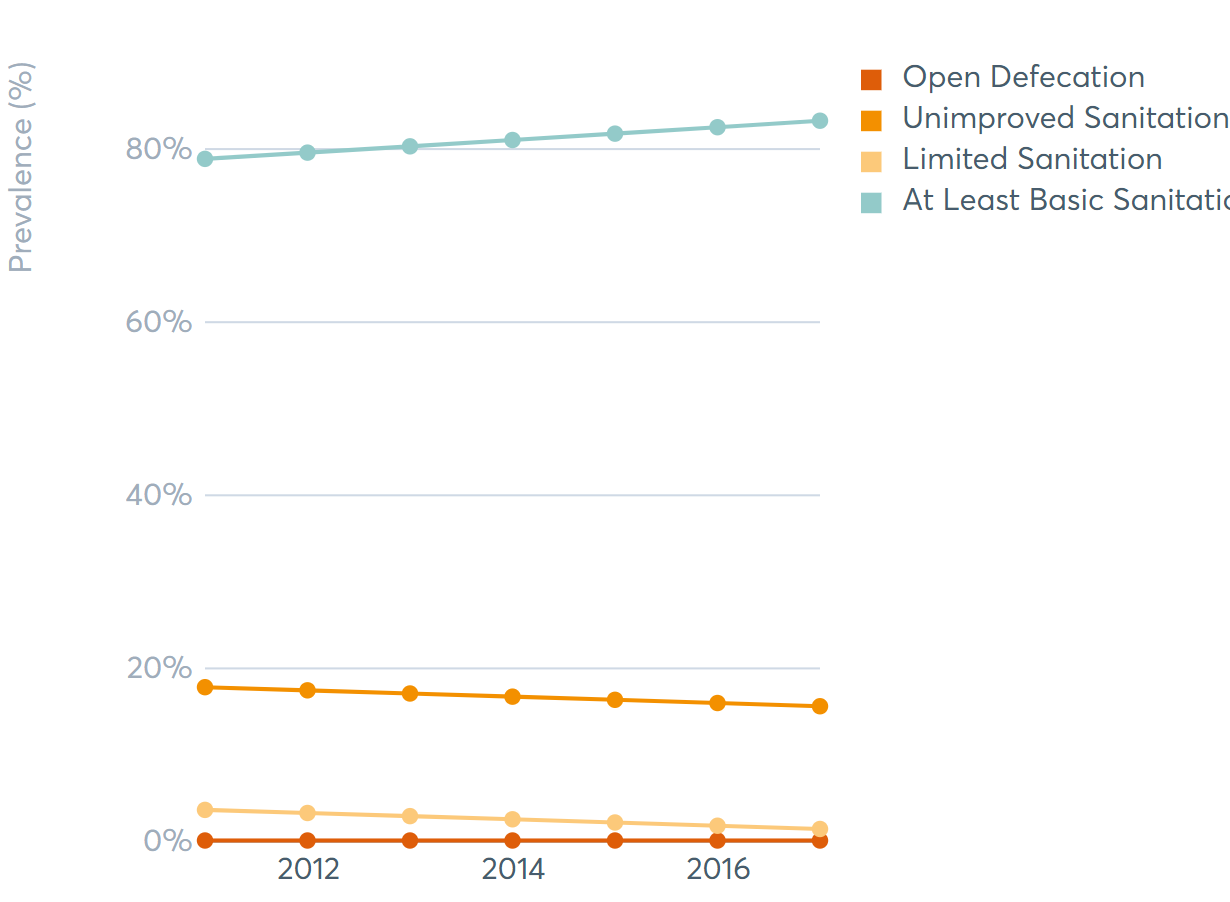 Prevalence (%)
80%
60%
40%
20%
0%
2012
2014
2016
Open Defecation
Unimproved Sanitation
Limited Sanitation
At Least Basic Sanitatio